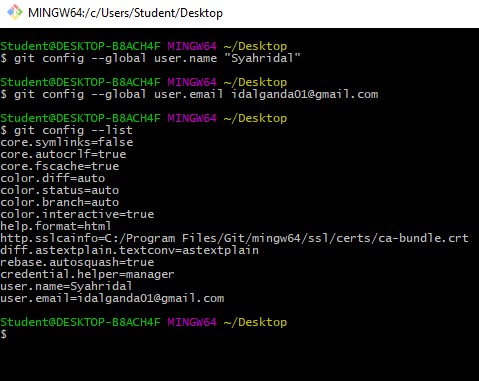 MINGW64:/c/Users/Student/Desktop
Student@DESKTOP-B8ACH4F MINGW64 ~/Desktop
$ git config --global user.name "Syahridal"
Student@DESKTOP-B8ACH4F MINGW64 ~/Desktop
$ git config --global user.email idalganda01@gmail.com
Student@DESKTOP-B8ACH4F MINGW64 ~/Desktop
$ git config --list
core.symlinks=false
core.autocrlf=true
core.fscache=true
color.diff=auto
color.status=auto
color.branch=auto
color.interactive=true
help.format=html
http.sslcainfo=C:/Program Files/Git/mingw64/ssl/certs/ca-bundle.crt
diff.astextplain.textconv=astextplain
rebase.autosquash=true
credential.helper=manager
user.name=Syahridal
user.email=idalganda01@gmail.com
Student@DESKTOP-B8ACH4F MINGW64 ~/Desktop
$